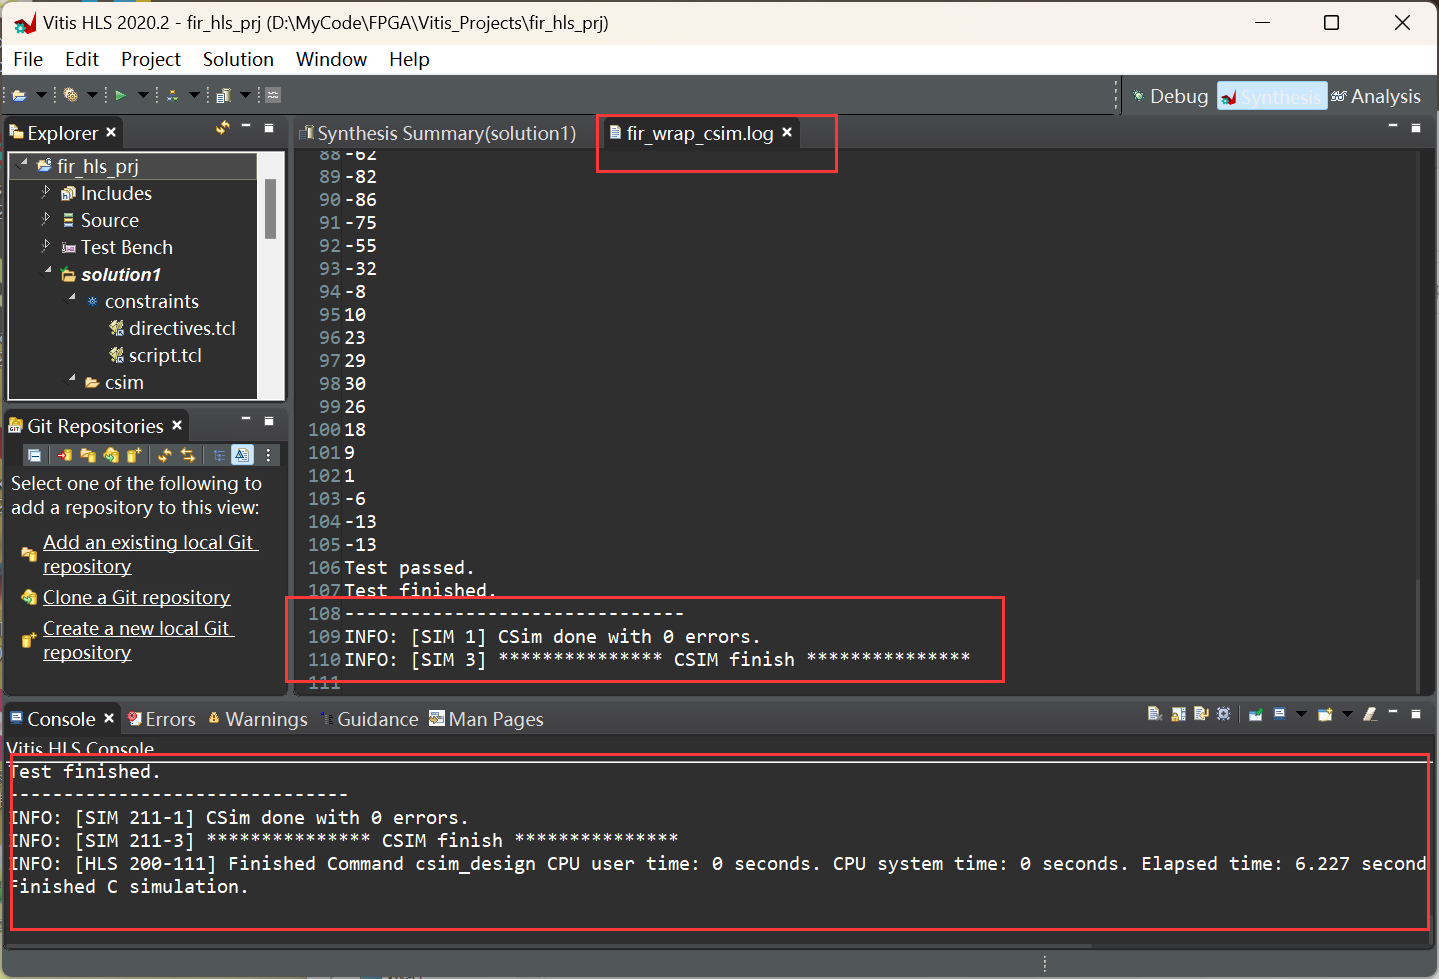 Vitis HLS 2020.2 - fir_hls_prj (D:\MyCode\FPGA\Vitis_Projects\fir_hls_prj)
File Edit Project Solution Window Help
Debug Synthesis Analysis
Explorer
fir_hls_prj
Includes
Source
Test Bench
solution1
constraints
directives.tcl
script.tcl
csim
Git Repositories
Select one of the following to
add a repository to this view:
Add an existing local Git
repository
Clone a Git repository
Create a new local Git
repository
Synthesis Summary(solution1) fir_wrap_csim.log
88 -62
89 -82
90 -86
91 -75
92 -55
93 -32
94 -8
95 10
96 23
97 29
98 30
99 26
100 18
101 9
102 1
103 -6
104 -13
105 -13
106 Test passed.
107 Test finished.
108 -------------------------------
109 INFO: [SIM 1] CSim done with 0 errors.
110 INFO: [SIM 3] *************** CSIM finish ***************
111
Console Errors Warnings Guidance Man Pages
Vitis HLS Console
Test finished.
-------------------------------
INFO: [SIM 211-1] CSim done with 0 errors.
INFO: [SIM 211-3] *************** CSIM finish ***************
INFO: [HLS 200-111] Finished Command csim_design CPU user time: 0 seconds. CPU system time: 0 seconds. Elapsed time: 6.227 second
Finished C simulation.